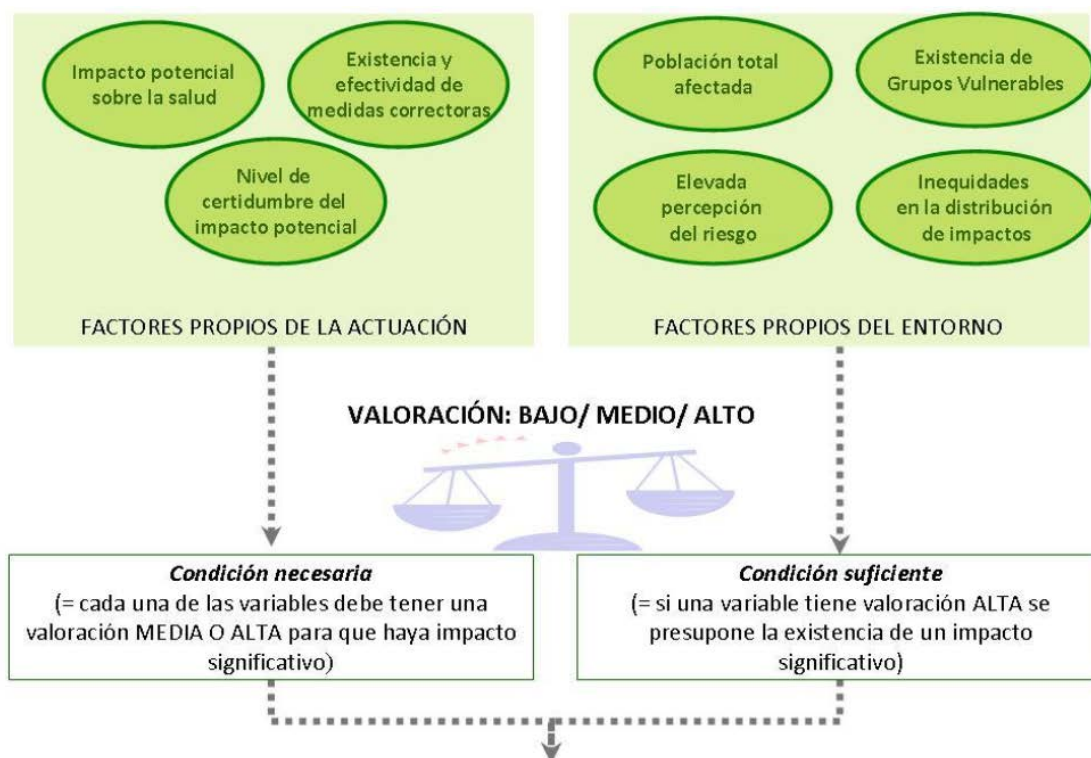 Impacto potencial
sobre la salud
Existencia y
efectividad de
medidas correctoras
Nivel de
certidumbre del
impacto potencial
FACTORES PROPIOS DE LA ACTUACIÓN
Población total
afectada
Existencia de
Grupos Vulnerables
Elevada
percepción
del riesgo
Inequidades
en la distribución
de impactos
FACTORES PROPIOS DEL ENTORNO
VALORACIÓN: BAJO/ MEDIO/ ALTO
Condición necesaria
(= cada una de las variables debe tener una
valoración MEDIA O ALTA para que haya impacto
significativo)
Condición suficiente
(= si una variable tiene valoración ALTA se
presupone la existencia de un impacto
significativo)